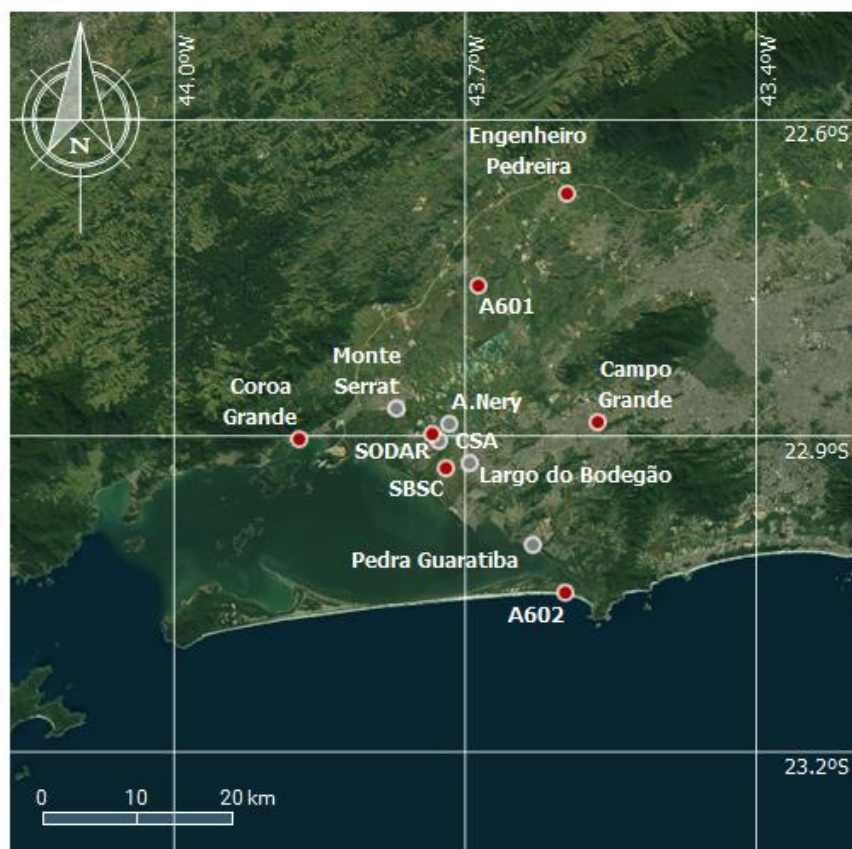 44.0ºW
43.7ºW
43.4ºW
N
Engenheiro
Pedreira
22.6ºS
A601
Monte
Serrat
Coroa
Grande
A.Nery
Campo
Grande
SODAR
CSA
22.9ºS
SBSC
Largo do Bodegão
Pedra Guaratiba
A602
23.2ºS
0 10 20 km